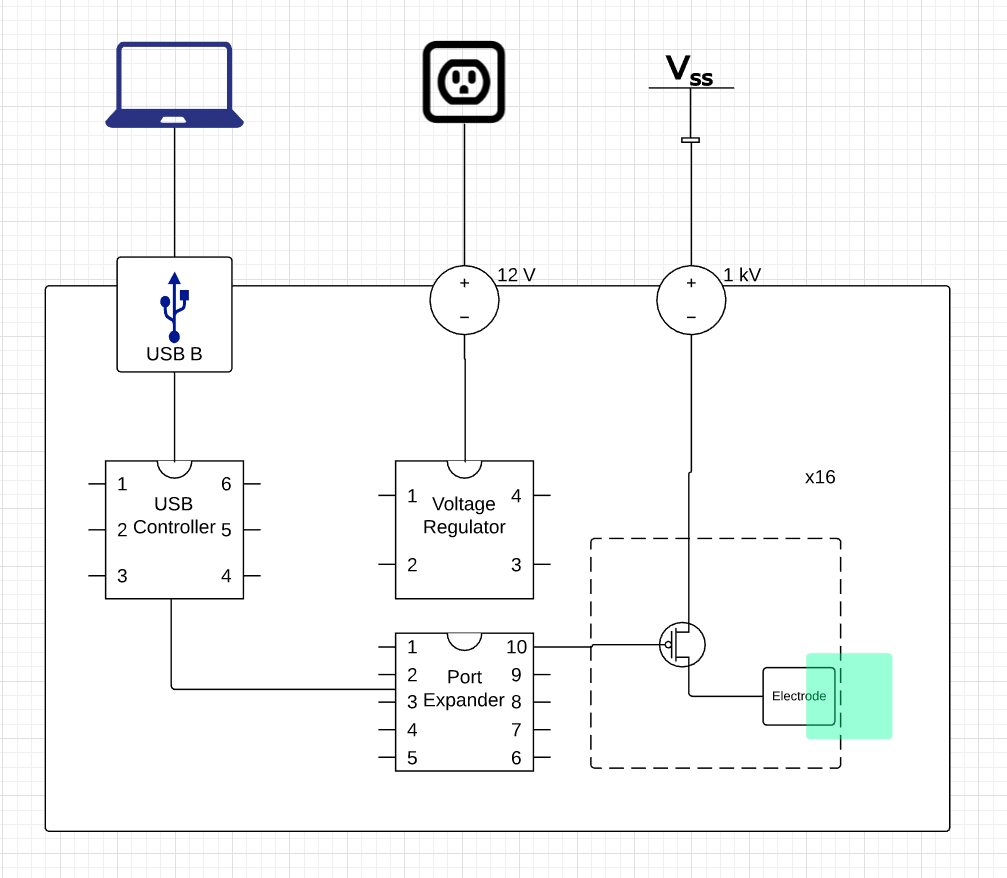 Vss
12 V
1 kV
+
+
−
−
USB B
x16
1
6
USB
Controller
2
5
3
4
1
4
Voltage
Regulator
2
3
1
10
Port
Expander
2
9
3
8
4
7
5
6
Electrode